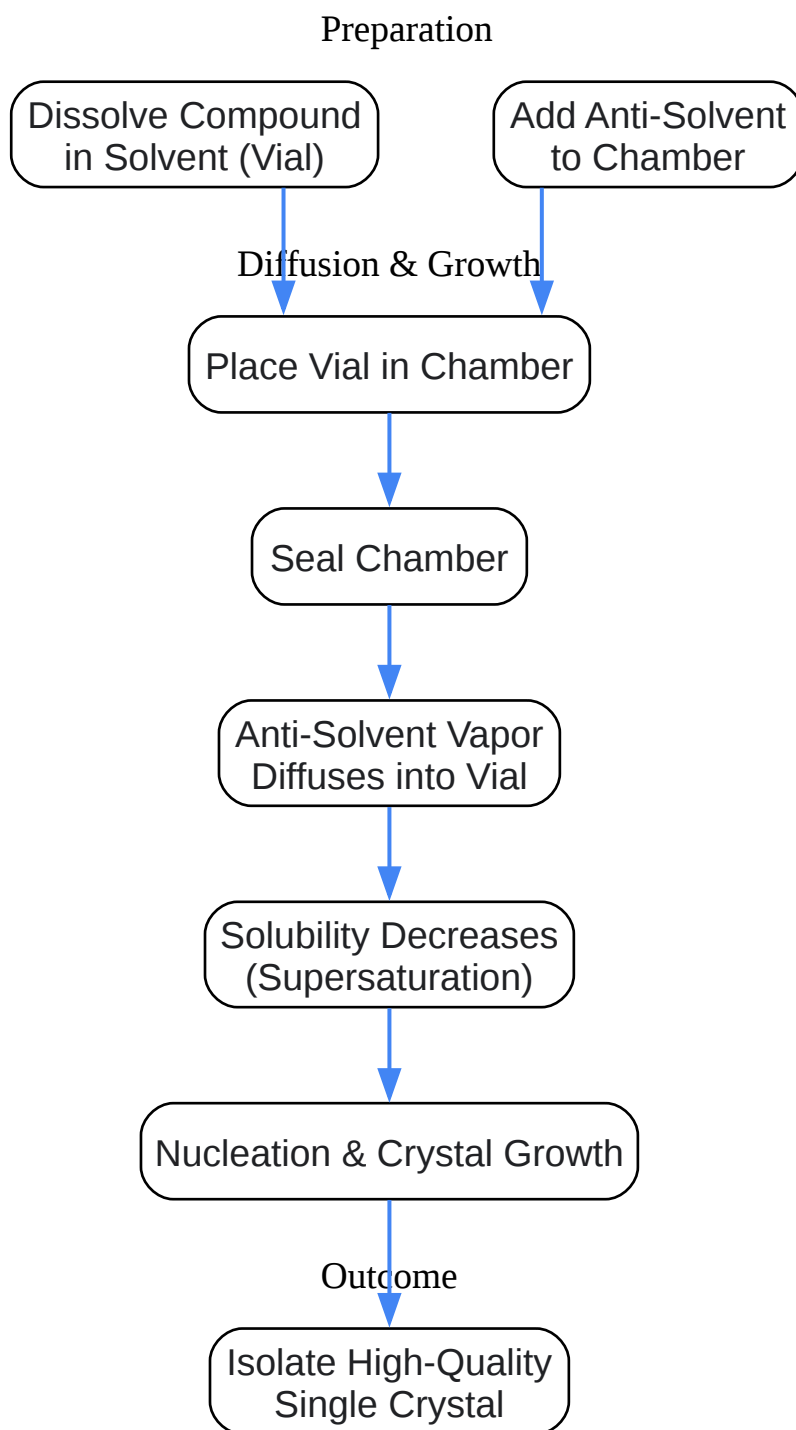 Preparation
Dissolve Compound
in Solvent (Vial)
Add Anti-Solvent
to Chamber
Diffusion & Growth
Place Vial in Chamber
Seal Chamber
Anti-Solvent Vapor
Diffuses into Vial
Solubility Decreases
(Supersaturation)
Nucleation & Crystal Growth
Outcome
Isolate High-Quality
Single Crystal